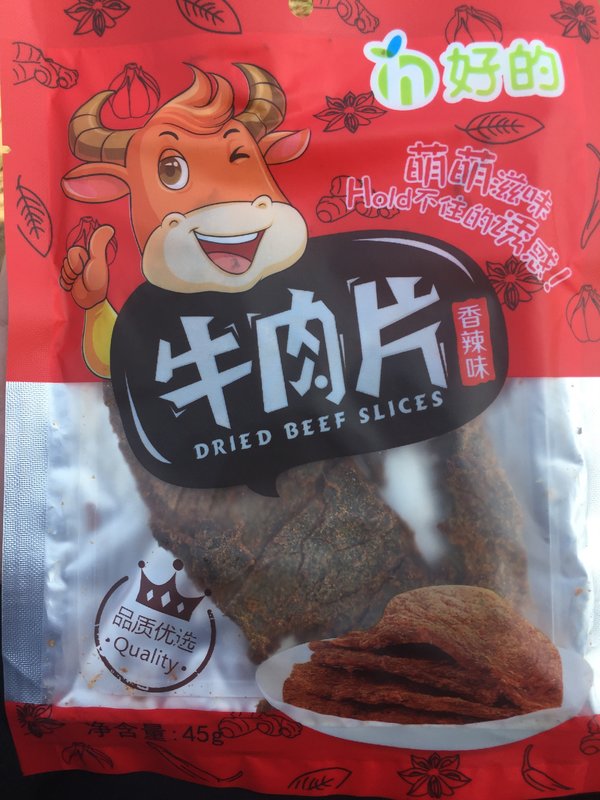 好的
萌萌滋味
Hold不住的诱惑!
牛肉片
香辣味
DRIED BEEF SLICES
品质优选
Quality
净含量:45g